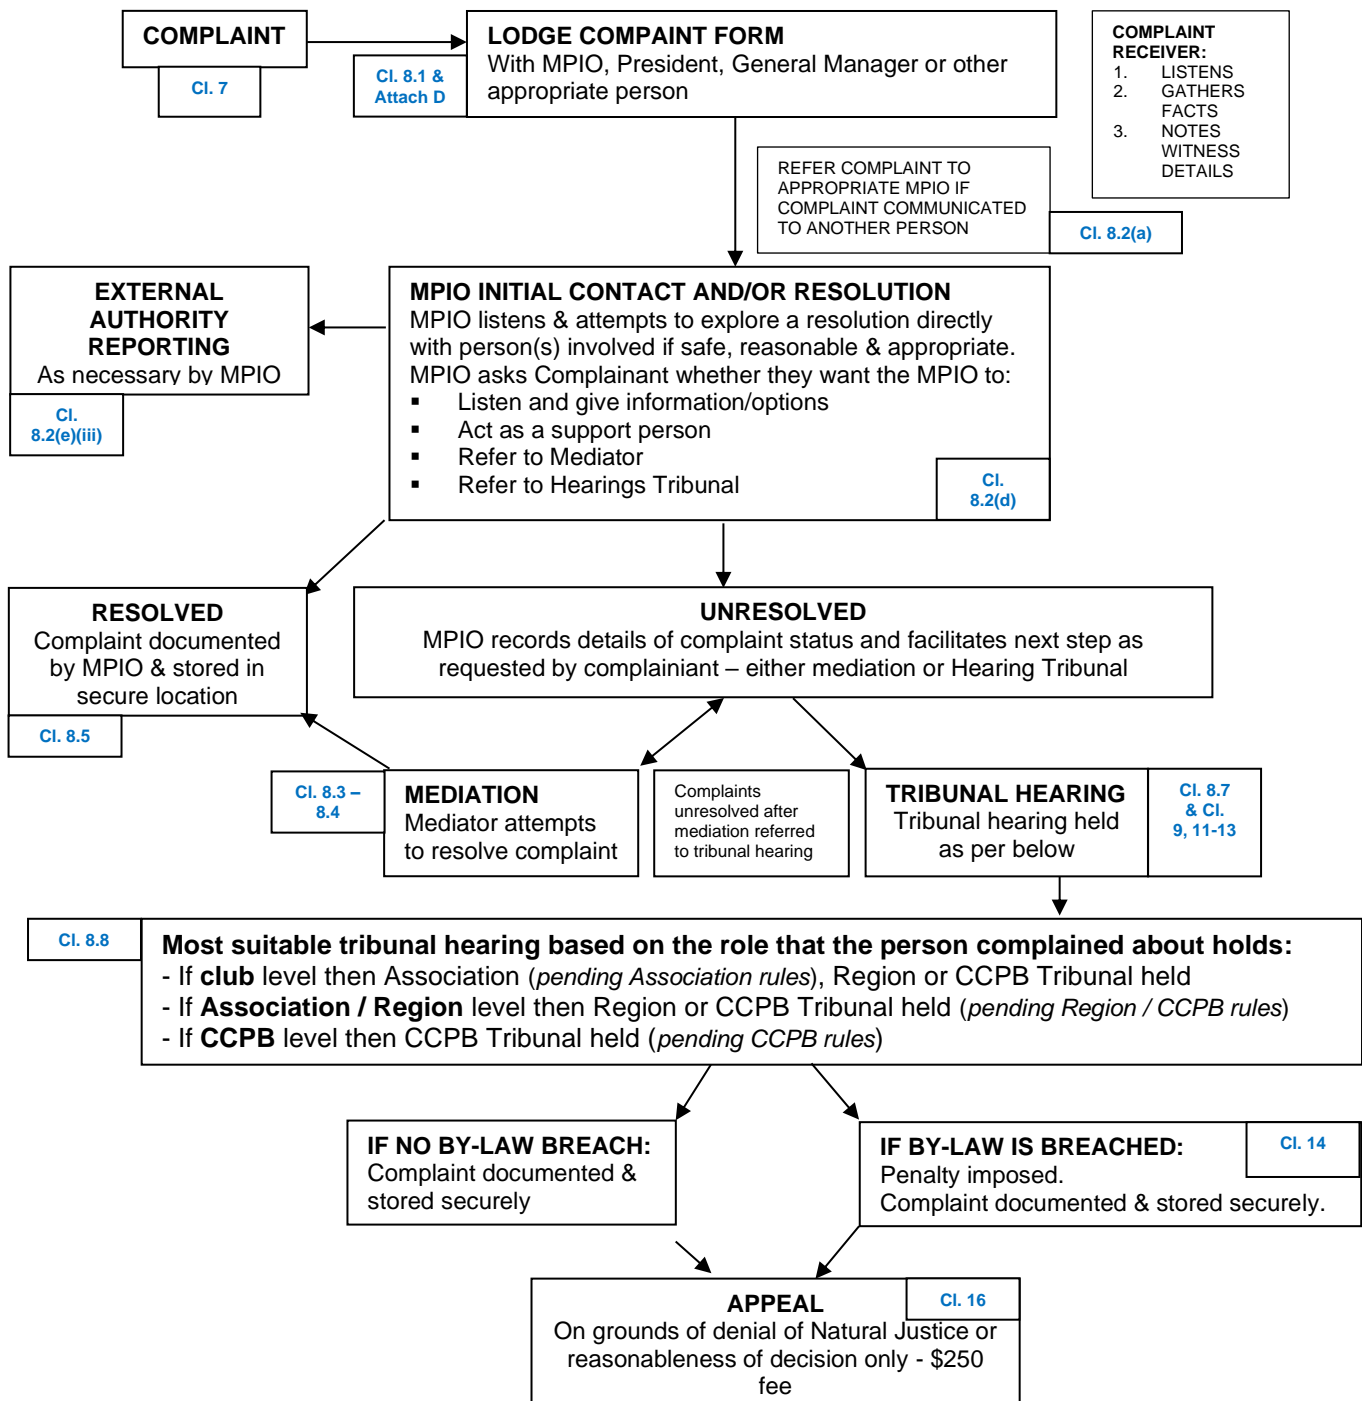 COMPLAINT
Cl. 7
LODGE COMPAINT FORM
With MPIO, President, General Manager or other
appropriate person
Cl. 8.1 &
Attach D
COMPLAINT
RECEIVER:
1. LISTENS
2. GATHERS
FACTS
3. NOTES
WITNESS
DETAILS
REFER COMPLAINT TO
APPROPRIATE MPIO IF
COMPLAINT COMMUNICATED
TO ANOTHER PERSON
Cl. 8.2(a)
EXTERNAL
AUTHORITY
REPORTING
As necessary by MPIO
Cl.
8.2(e)(iii)
MPIO INITIAL CONTACT AND/OR RESOLUTION
MPIO listens & attempts to explore a resolution directly
with person(s) involved if safe, reasonable & appropriate.
MPIO asks Complainant whether they want the MPIO to:
▪ Listen and give information/options
▪ Act as a support person
▪ Refer to Mediator
▪ Refer to Hearings Tribunal
Cl.
8.2(d)
RESOLVED
Complaint documented
by MPIO & stored in
secure location
Cl. 8.5
UNRESOLVED
MPIO records details of complaint status and facilitates next step as
requested by complainiant – either mediation or Hearing Tribunal
Cl. 8.3 –
8.4
MEDIATION
Mediator attempts
to resolve complaint
Complaints
unresolved after
mediation referred
to tribunal hearing
TRIBUNAL HEARING
Tribunal hearing held
as per below
Cl. 8.7
& Cl.
9, 11-13
Cl. 8.8
Most suitable tribunal hearing based on the role that the person complained about holds:
- If club level then Association (pending Association rules), Region or CCPB Tribunal held
- If Association / Region level then Region or CCPB Tribunal held (pending Region / CCPB rules)
- If CCPB level then CCPB Tribunal held (pending CCPB rules)
IF NO BY-LAW BREACH:
Complaint documented &
stored securely
IF BY-LAW IS BREACHED:
Penalty imposed.
Complaint documented & stored securely.
Cl. 14
APPEAL
Cl. 16
On grounds of denial of Natural Justice or
reasonableness of decision only - $250
fee